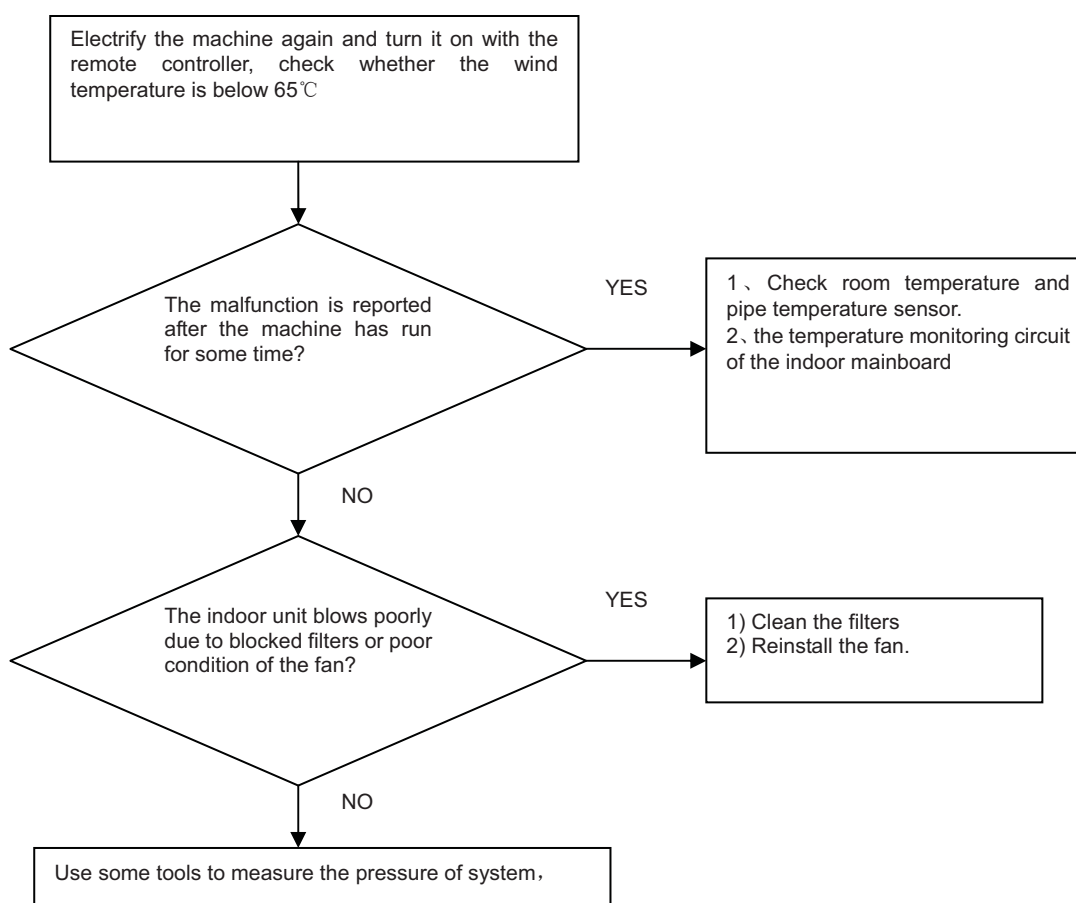 Electrify the machine again and turn it on with the
remote controller, check whether the wind
temperature is below 65℃
The malfunction is reported
after the machine has run
for some time?
YES
1、Check room temperature and
pipe temperature sensor.
2、the temperature monitoring circuit
of the indoor mainboard
NO
The indoor unit blows poorly
due to blocked filters or poor
condition of the fan?
YES
1) Clean the filters
2) Reinstall the fan.
NO
Use some tools to measure the pressure of system，